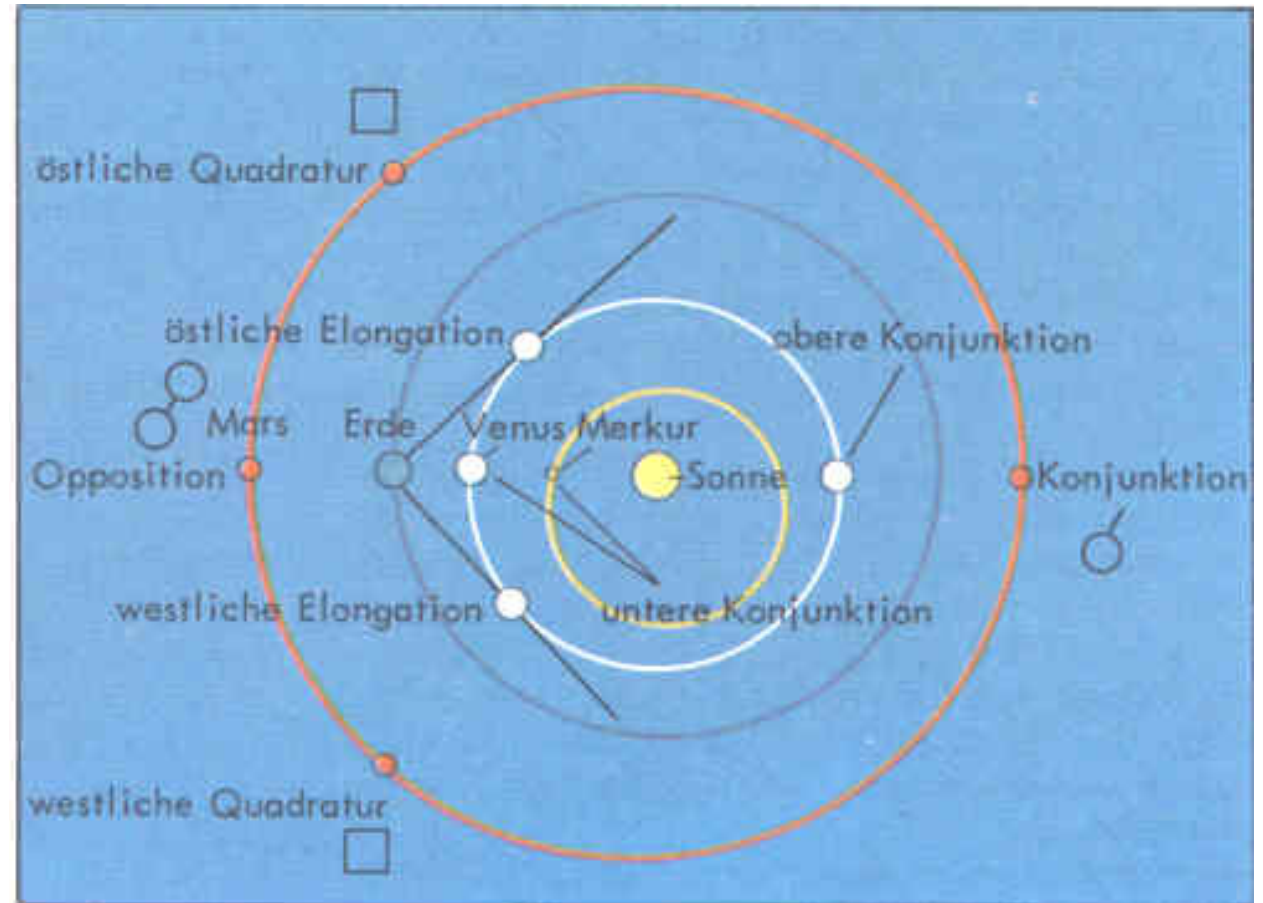 östliche Quadratur
östliche Elongation
obere Konjunktion
Mars Erde Venus Merkur
Opposition Sonne Konjunktion
westliche Elongation untere Konjunktion
westliche Quadratur